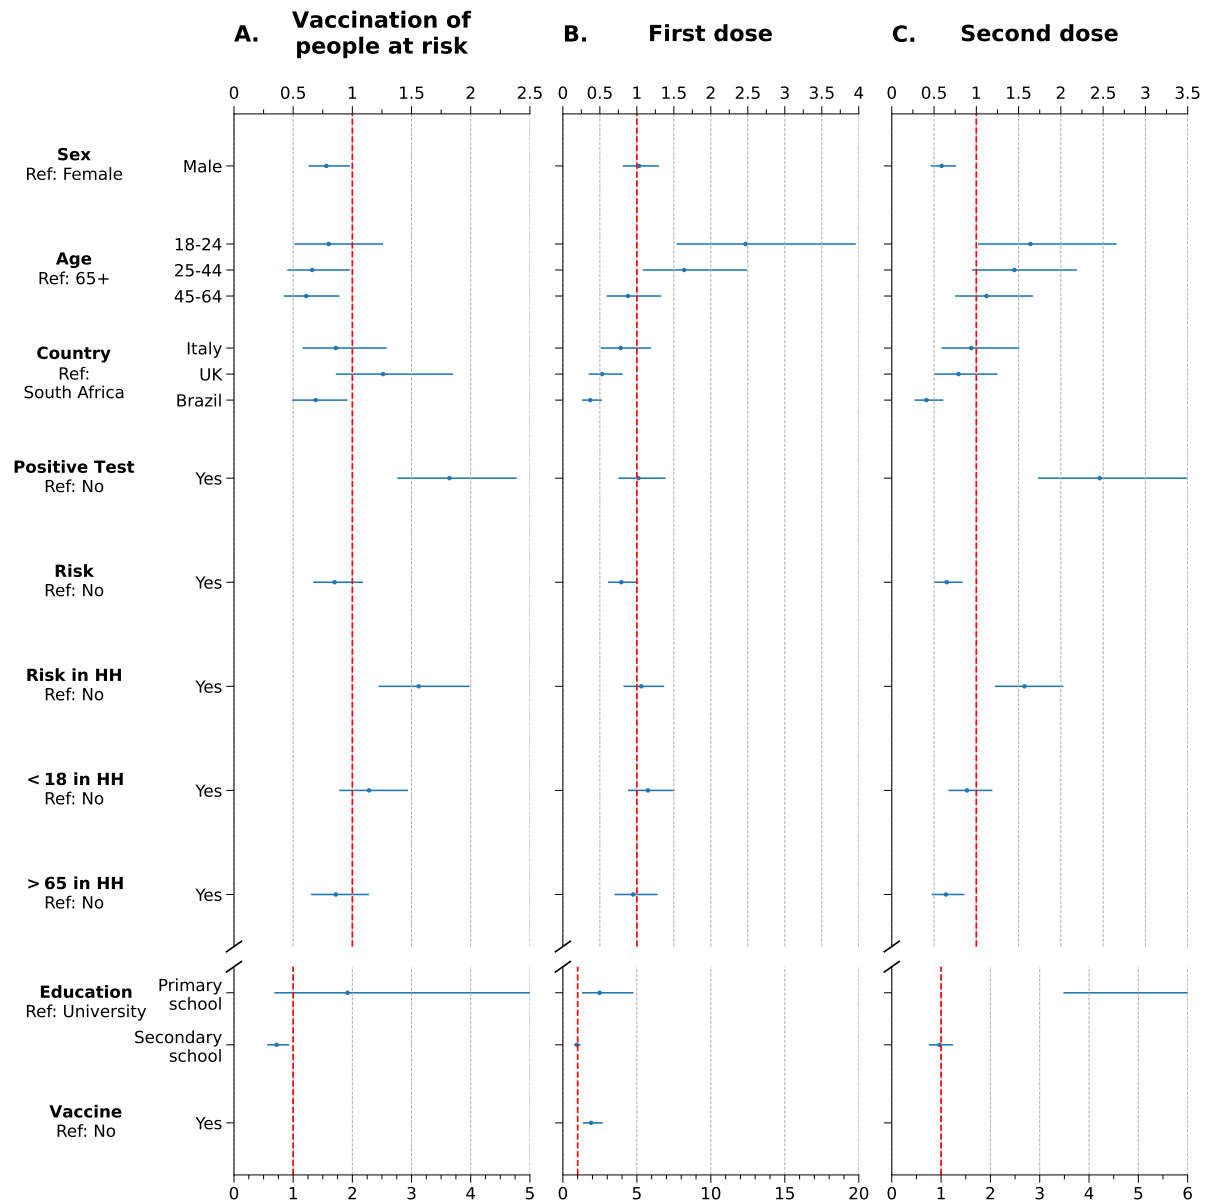 A.
Vaccination of
people at risk
B.
First dose
C.
Second dose
0 0.5 1 1.5 2 2.5
0 0.5 1 1.5 2 2.5 3 3.5 4
0 0.5 1 1.5 2 2.5 3 3.5
Sex
Ref: Female
Male
Age
Ref: 65+
18-24
25-44
45-64
Country
Ref:
South Africa
Italy
UK
Brazil
Positive Test
Ref: No
Yes
Risk
Ref: No
Yes
Risk in HH
Ref: No
Yes
< 18 in HH
Ref: No
Yes
> 65 in HH
Ref: No
Yes
Education
Ref: University
Primary
school
Secondary
school
Vaccine
Ref: No
Yes
0 1 2 3 4 5
0 5 10 15 20
0 1 2 3 4 5 6